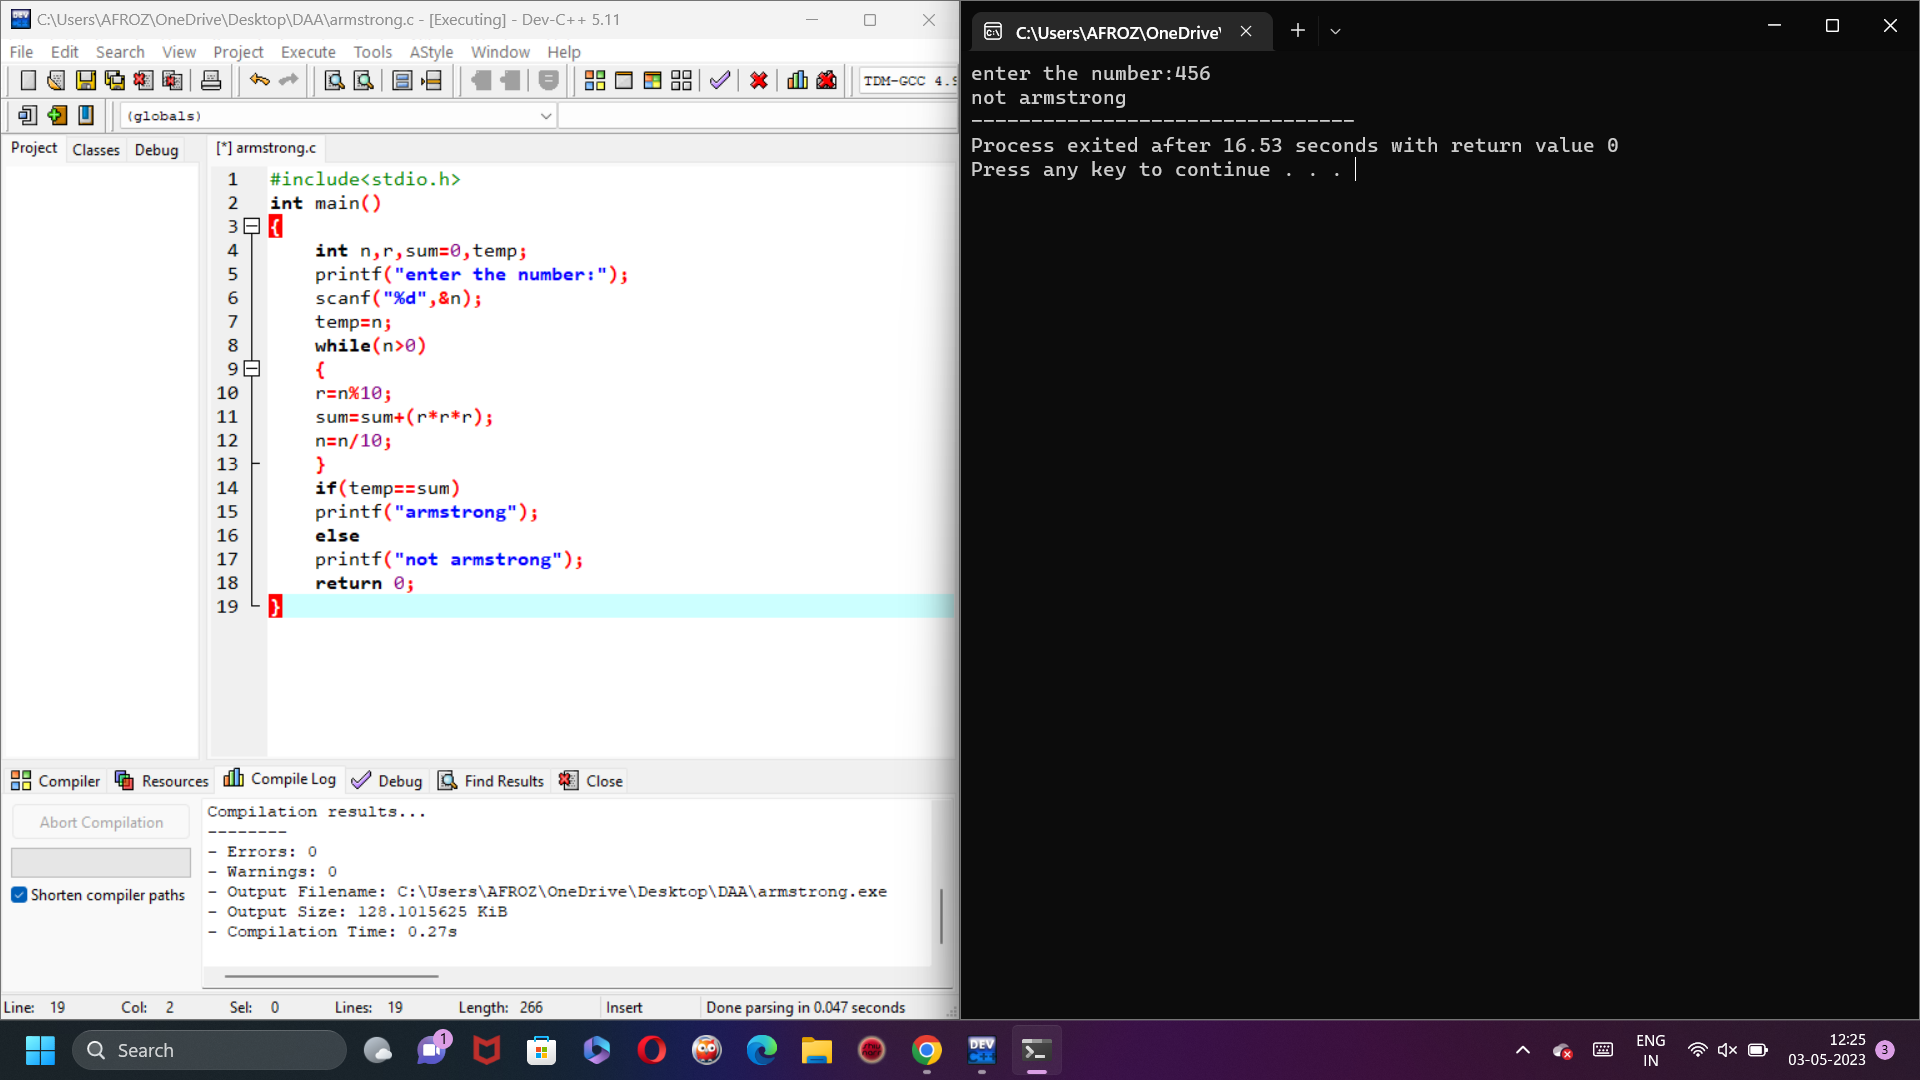 C:\Users\AFROZ\OneDrive\Desktop\DAA\armstrong.c - [Executing] - Dev-C++ 5.11
File Edit Search View Project Execute Tools AStyle Window Help
TDM-GCC 4.9
(globals)
Project Classes Debug
[*] armstrong.c
1 #include<stdio.h>
2 int main()
3 {
4 int n,r,sum=0,temp;
5 printf("enter the number:");
6 scanf("%d",&n);
7 temp=n;
8 while(n>0)
9 {
10 r=n%10;
11 sum=sum+(r*r*r);
12 n=n/10;
13 }
14 if(temp==sum)
15 printf("armstrong");
16 else
17 printf("not armstrong");
18 return 0;
19 }
Compiler Resources Compile Log Debug Find Results Close
Abort Compilation
Shorten compiler paths
Compilation results...
--------
- Errors: 0
- Warnings: 0
- Output Filename: C:\Users\AFROZ\OneDrive\Desktop\DAA\armstrong.exe
- Output Size: 128.1015625 KiB
- Compilation Time: 0.27s
Line: 19 Col: 2 Sel: 0 Lines: 19 Length: 266 Insert Done parsing in 0.047 seconds
C:\Users\AFROZ\OneDrive\
enter the number:456
not armstrong
--------------------------------
Process exited after 16.53 seconds with return value 0
Press any key to continue . . .
Search
1
DEV
C++
ENG
IN
12:25
03-05-2023
3